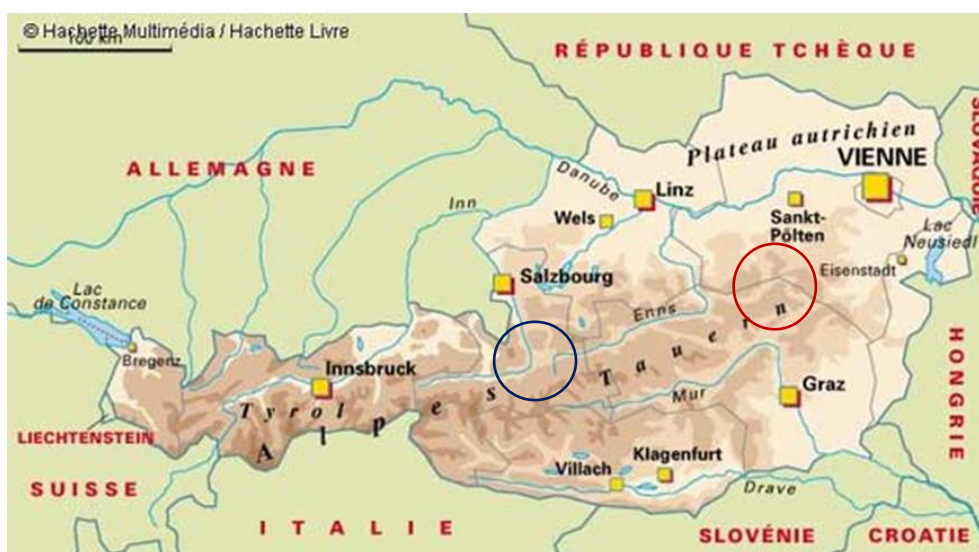 © Hachette Multimédia / Hachette Livre
100 km
RÉPUBLIQUE TCHÈQUE
SLOVAQUIE
ALLEMAGNE
Plateau autrichien
VIENNE
Danube
Linz
Inn
Wels
Sankt-
Pölten
Lac
Neusiedl
Eisenstadt
Salzbourg
Lac
de Constance
Enns
Bregenz
Innsbruck
Tauern
Tyrol
Alpes
Mur
Graz
HONGRIE
LIECHTENSTEIN
Klagenfurt
Villach
SUISSE
Drave
ITALIE
SLOVÉNIE
CROATIE